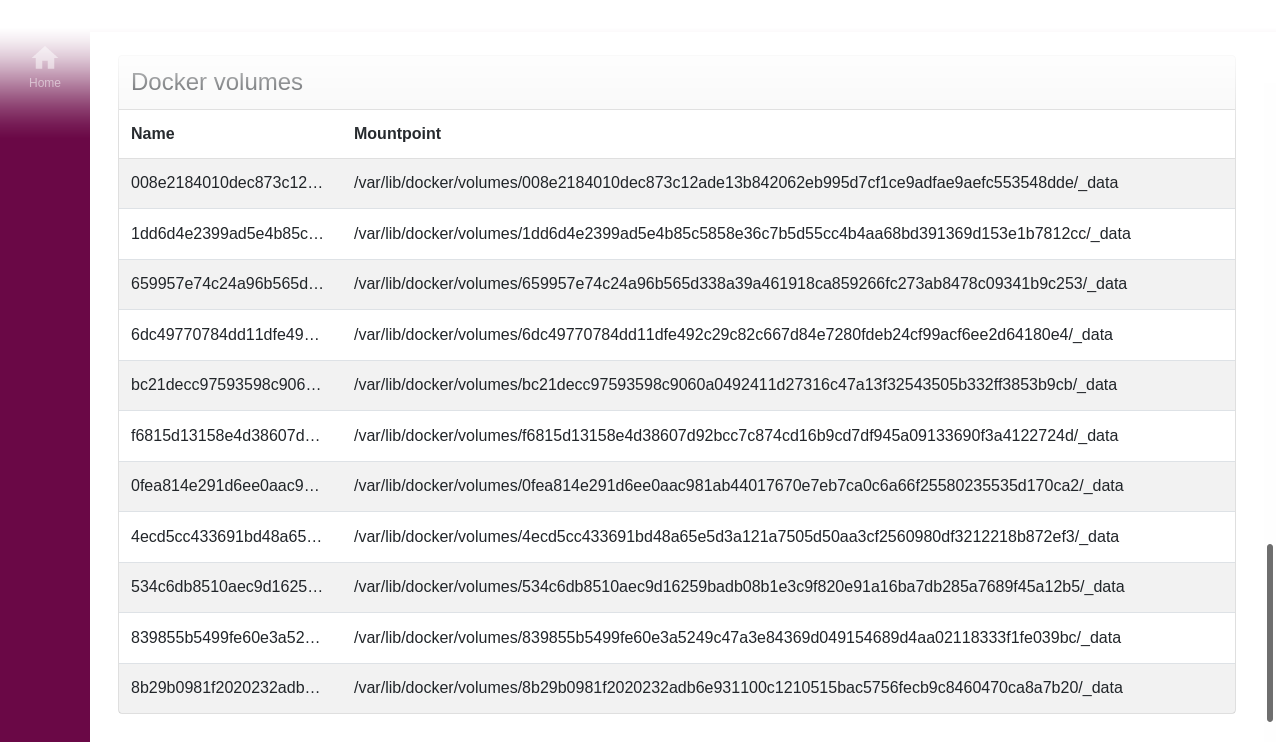 Home
Docker volumes
Name Mountpoint
008e2184010dec873c12… /var/lib/docker/volumes/008e2184010dec873c12ade13b842062eb995d7cf1ce9adfae9aefc553548dde/_data
1dd6d4e2399ad5e4b85c… /var/lib/docker/volumes/1dd6d4e2399ad5e4b85c5858e36c7b5d55cc4b4aa68bd391369d153e1b7812cc/_data
659957e74c24a96b565d… /var/lib/docker/volumes/659957e74c24a96b565d338a39a461918ca859266fc273ab8478c09341b9c253/_data
6dc49770784dd11dfe49… /var/lib/docker/volumes/6dc49770784dd11dfe492c29c82c667d84e7280fdeb24cf99acf6ee2d64180e4/_data
bc21decc97593598c906… /var/lib/docker/volumes/bc21decc97593598c9060a0492411d27316c47a13f32543505b332ff3853b9cb/_data
f6815d13158e4d38607d… /var/lib/docker/volumes/f6815d13158e4d38607d92bcc7c874cd16b9cd7df945a09133690f3a4122724d/_data
0fea814e291d6ee0aac9… /var/lib/docker/volumes/0fea814e291d6ee0aac981ab44017670e7eb7ca0c6a66f25580235535d170ca2/_data
4ecd5cc433691bd48a65… /var/lib/docker/volumes/4ecd5cc433691bd48a65e5d3a121a7505d50aa3cf2560980df3212218b872ef3/_data
534c6db8510aec9d1625… /var/lib/docker/volumes/534c6db8510aec9d16259badb08b1e3c9f820e91a16ba7db285a7689f45a12b5/_data
839855b5499fe60e3a52… /var/lib/docker/volumes/839855b5499fe60e3a5249c47a3e84369d049154689d4aa02118333f1fe039bc/_data
8b29b0981f2020232adb… /var/lib/docker/volumes/8b29b0981f2020232adb6e931100c1210515bac5756fecb9c8460470ca8a7b20/_data